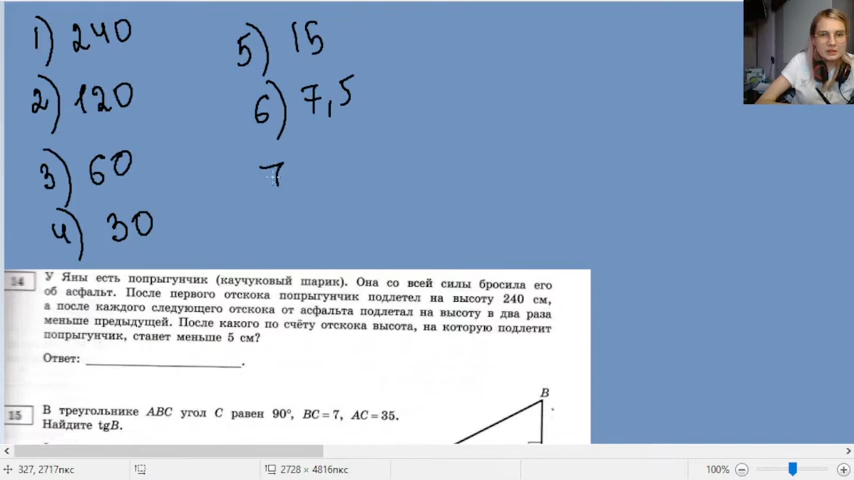 1) 240
2) 120
3) 60
4) 30
5) 15
6) 7,5
7
14
У Яны есть попрыгунчик (каучуковый шарик). Она со всей силы бросила его
об асфальт. После первого отскока попрыгунчик подлетел на высоту 240 см,
а после каждого следующего отскока от асфальта подлетал на высоту в два раза
меньше предыдущей. После какого по счёту отскока высота, на которую подлетит
попрыгунчик, станет меньше 5 см?
Ответ: ____________________.
B
15
В треугольнике ABC угол C равен 90°, BC = 7, AC = 35.
Найдите tgB.
327, 2717пкс
2728 × 4816пкс
100%